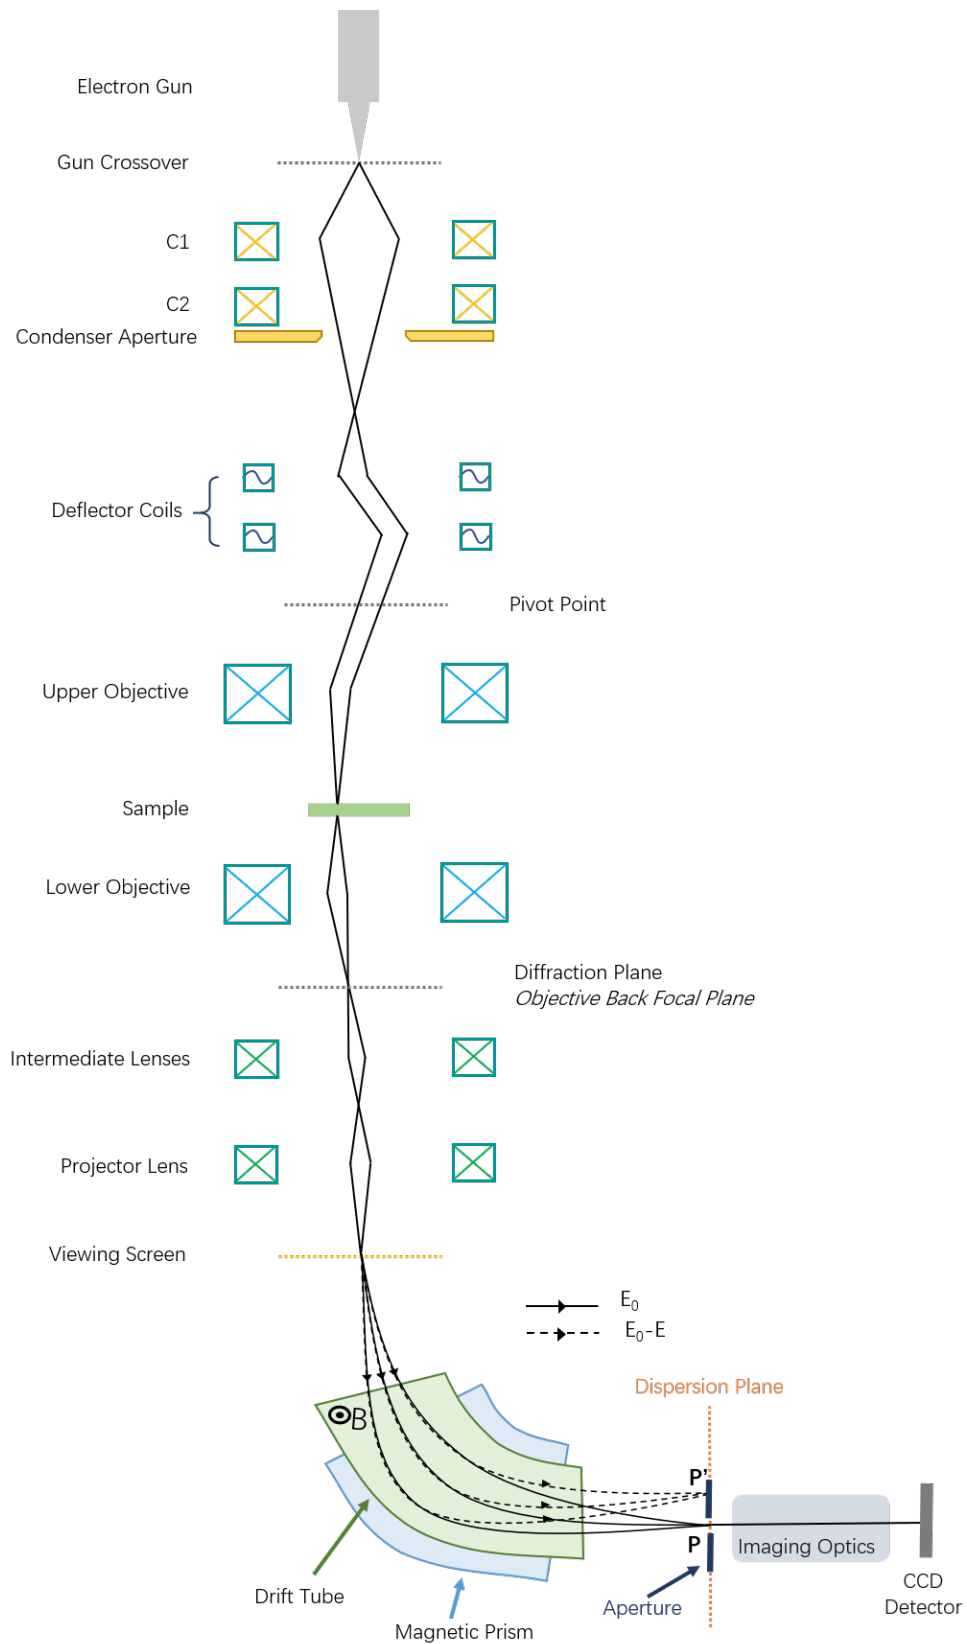 Electron Gun
Gun Crossover
C1
C2
Condenser Aperture
Deflector Coils
Pivot Point
Upper Objective
Sample
Lower Objective
Diffraction Plane
Objective Back Focal Plane
Intermediate Lenses
Projector Lens
Viewing Screen
E₀
E₀-E
Dispersion Plane
B
P'
P
Imaging Optics
CCD
Detector
Drift Tube
Aperture
Magnetic Prism